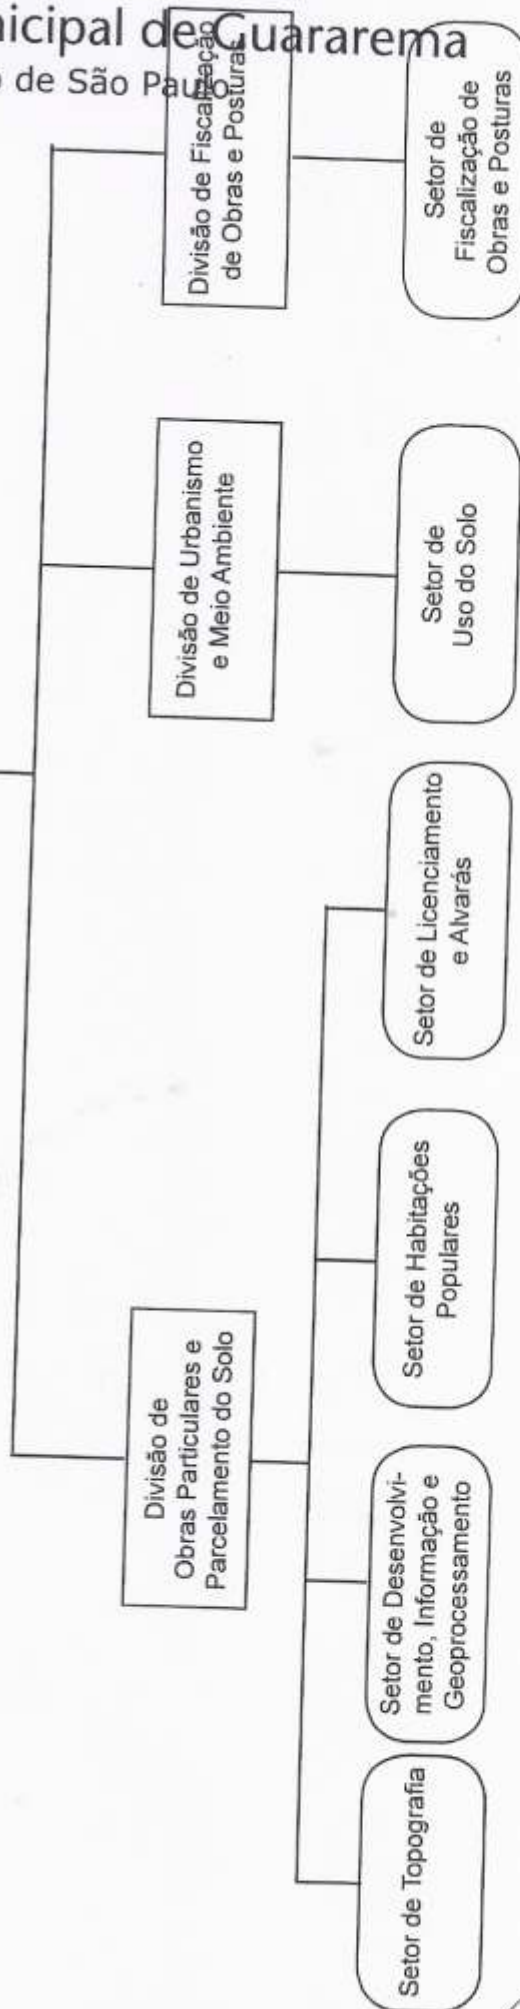 nicipal de Guararema
o de São Paulo
Divisão de Fiscalização
de Obras e Posturas
Setor de
Fiscalização de
Obras e Posturas
Divisão de Urbanismo
e Meio Ambiente
Setor de
Uso do Solo
Divisão de
Obras Particulares e
Parcelamento do Solo
Setor de Licenciamento
e Alvarás
Setor de Habitações
Populares
Setor de Desenvolvi-
mento, Informação e
Geoprocessamento
Setor de Topografia